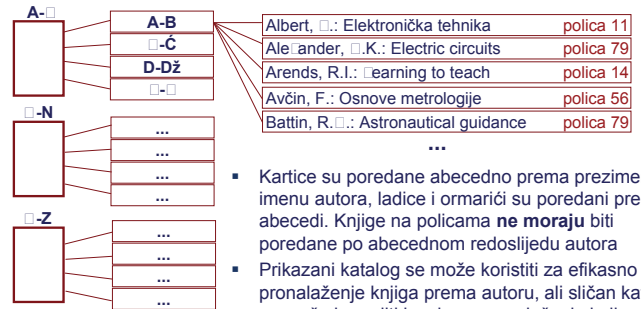 A-□
A-B
□-Ć
D-Dž
□-□
Albert, □.: Elektronička tehnika polica 11
Ale□ander, □.K.: Electric circuits polica 79
Arends, R.I.: □earning to teach polica 14
Avčin, F.: Osnove metrologije polica 56
Battin, R.□.: Astronautical guidance polica 79
...
□-N
...
...
...
...
□-Z
...
...
...
...
▪ Kartice su poredane abecedno prema prezime
imenu autora, ladice i ormarići su poredani pre
abecedi. Knjige na policama ne moraju biti
poredane po abecednom redoslijedu autora
▪ Prikazani katalog se može koristiti za efikasno
pronalaženje knjiga prema autoru, ali sličan ka